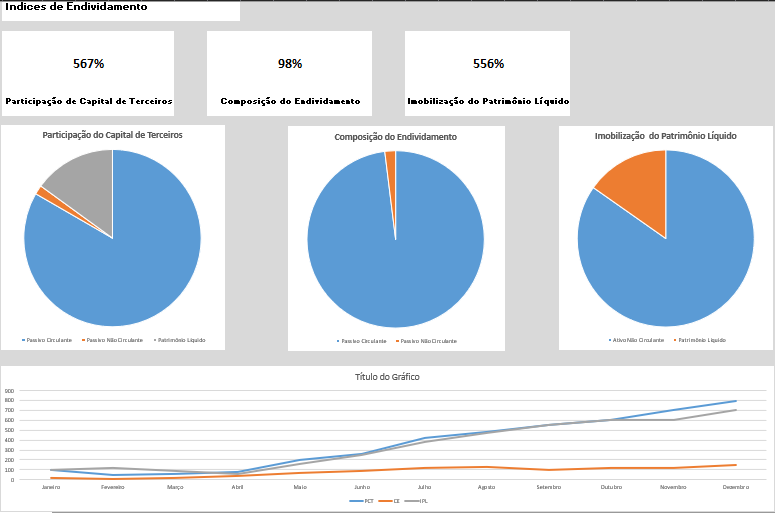 Indices de Endividamento
567%
98%
556%
Participação de Capital de Terceiros
Composição do Endividamento
Imobilização do Patrimônio Líquido
Participação do Capital de Terceiros
Composição do Endividamento
Imobilização do Patrimônio Líquido
Passivo Circulante Passivo Não Circulante Patrimônio Líquido
Passivo Circulante Passivo Não Circulante
Ativo Não Circulante Patrimônio Líquido
Título do Gráfico
900
800
700
600
500
400
300
200
100
0
Janeiro Fevereiro Março Abril Maio Junho Julho Agosto Setembro Outubro Novembro Dezembro
PCT CE IPL